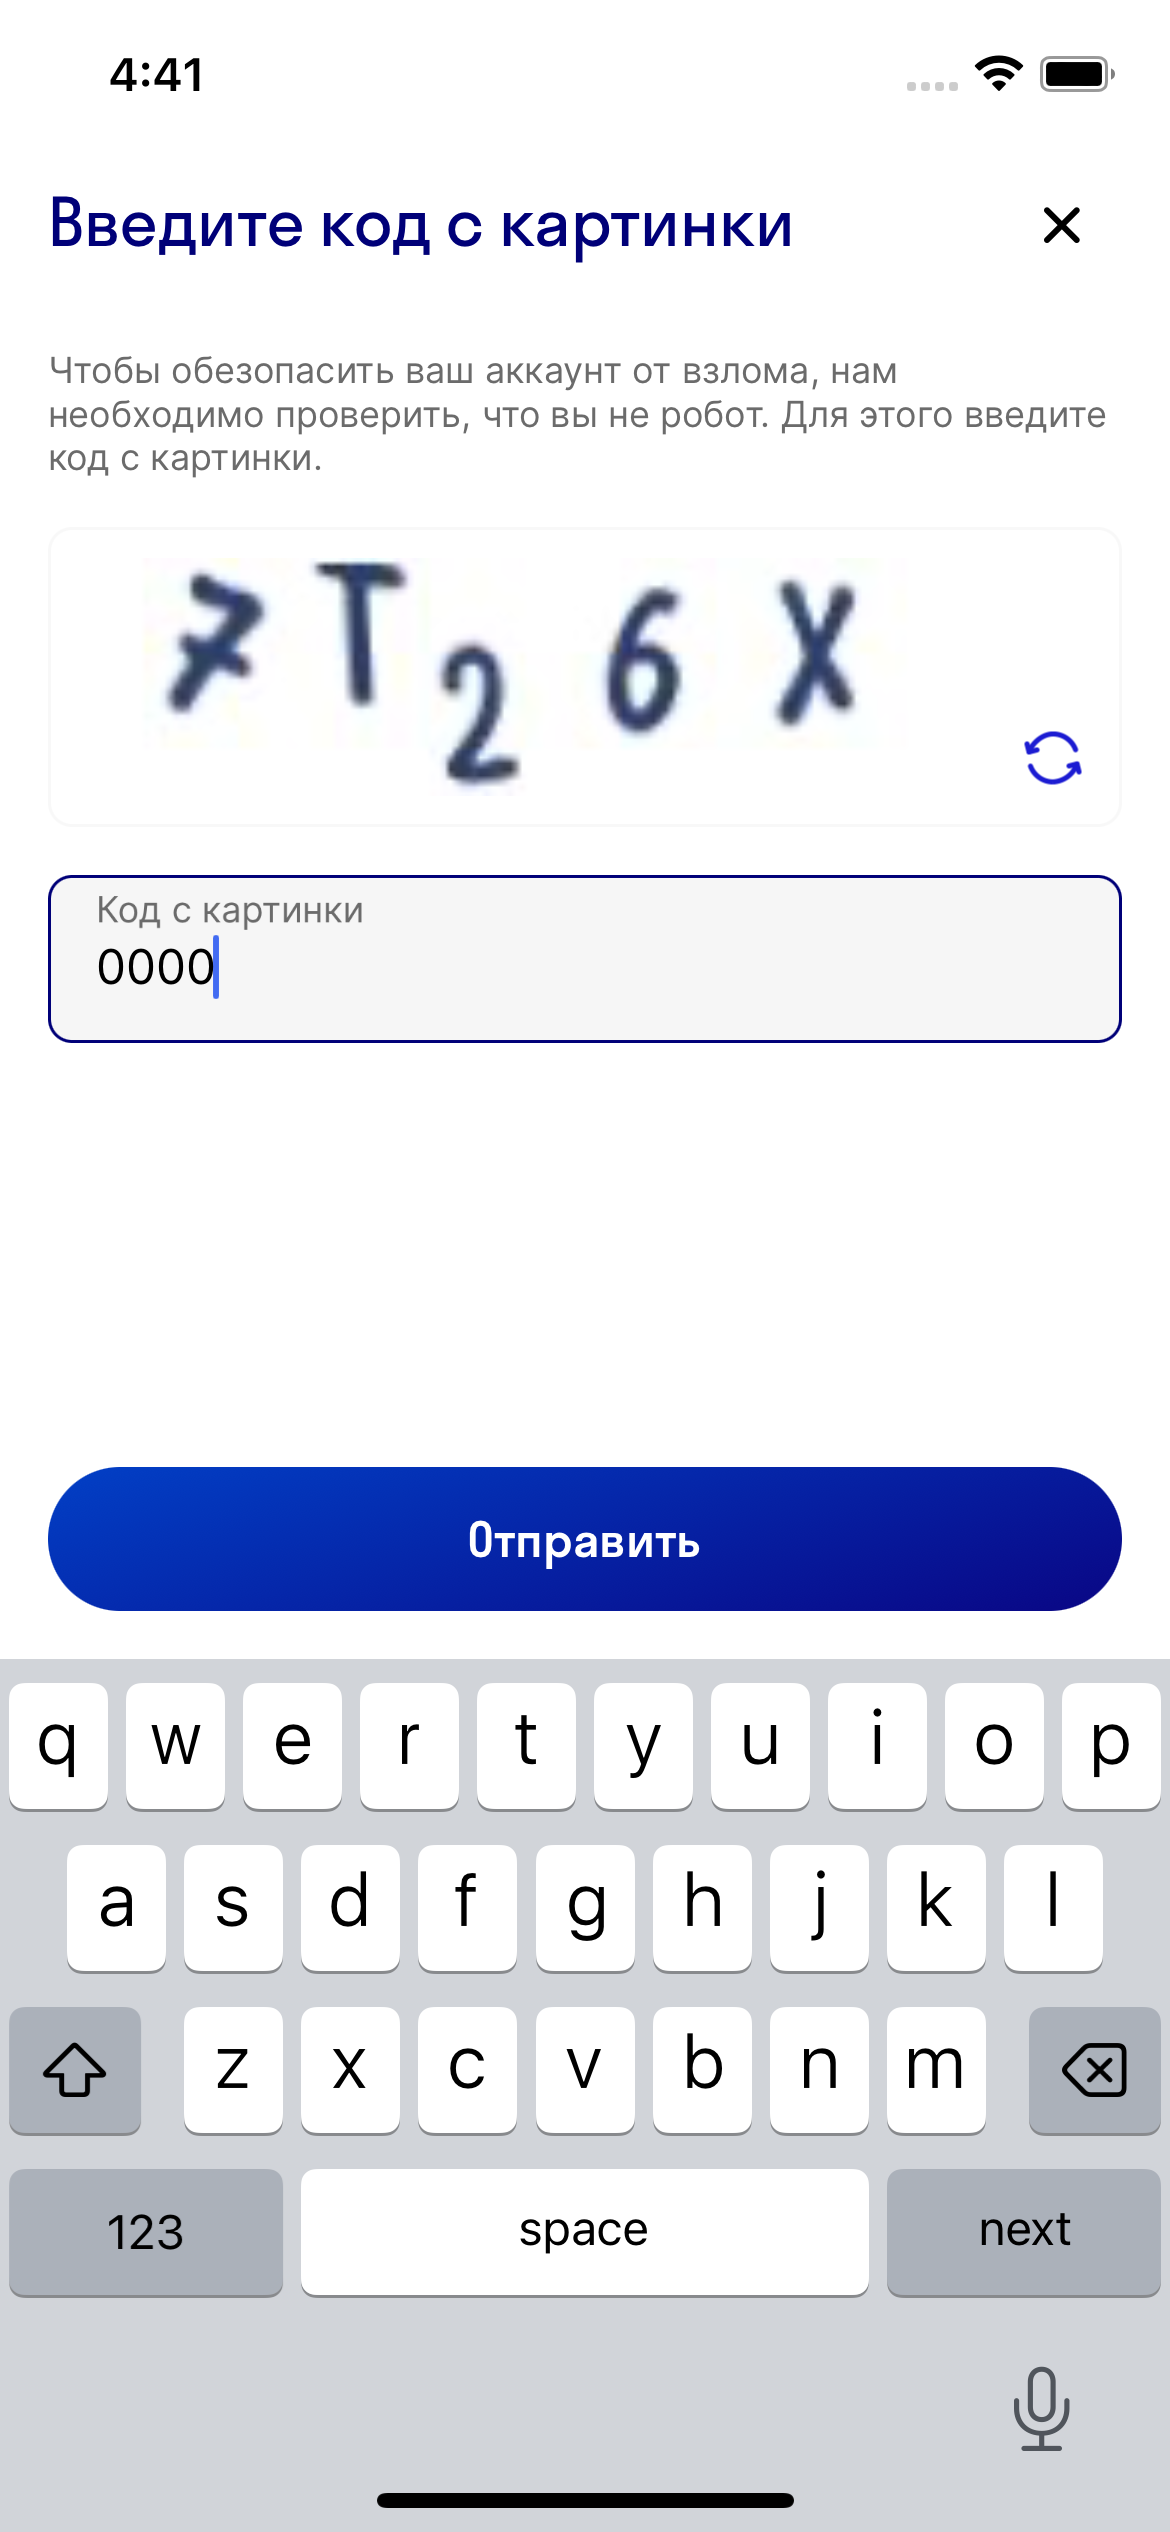 4:41
Введите код с картинки
Чтобы обезопасить ваш аккаунт от взлома, нам
необходимо проверить, что вы не робот. Для этого введите
код с картинки.
7T26X
Код с картинки
0000
Отправить
q w e r t y u i o p
a s d f g h j k l
z x c v b n m
123 space next